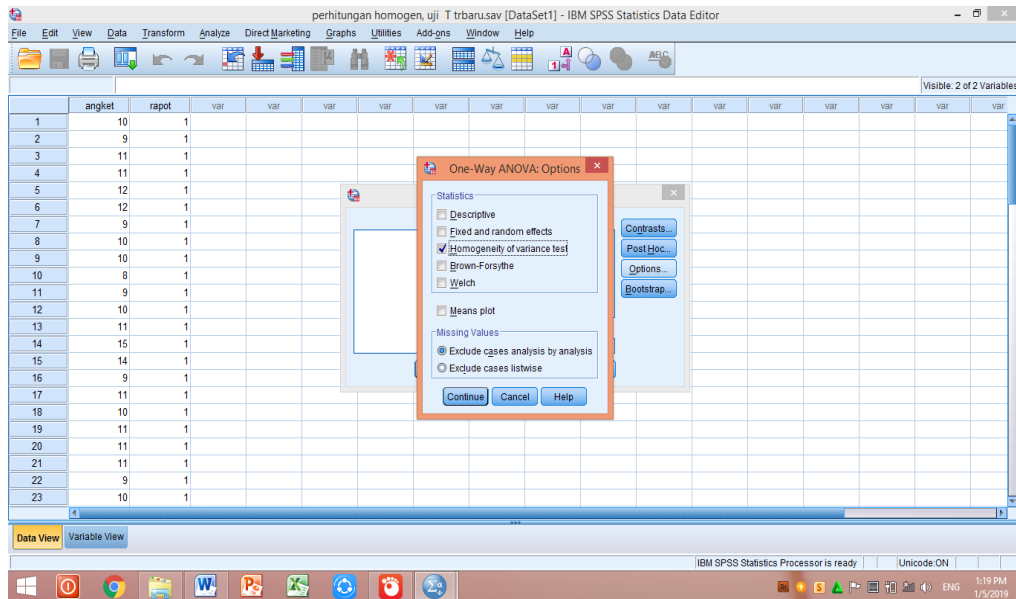 perhitungan homogen, uji T trbaru.sav [DataSet1] - IBM SPSS Statistics Data Editor
File Edit View Data Transform Analyze Direct Marketing Graphs Utilities Add-ons Window Help
Visible: 2 of 2 Variables
angket rapot var var var var var var var var var var var var var var var
1 10 1
2 9 1
3 11 1
4 11 1
5 12 1
6 12 1
7 9 1
8 10 1
9 10 1
10 8 1
11 9 1
12 10 1
13 11 1
14 15 1
15 14 1
16 9 1
17 11 1
18 10 1
19 11 1
20 11 1
21 11 1
22 9 1
23 10 1
Contrasts...
Post Hoc...
Options...
Bootstrap...
One-Way ANOVA: Options
Statistics
Descriptive
Fixed and random effects
Homogeneity of variance test
Brown-Forsythe
Welch
Means plot
Missing Values
Exclude cases analysis by analysis
Exclude cases listwise
Continue Cancel Help
Data View Variable View
IBM SPSS Statistics Processor is ready Unicode:ON
ENG 1:19 PM
1/5/2019